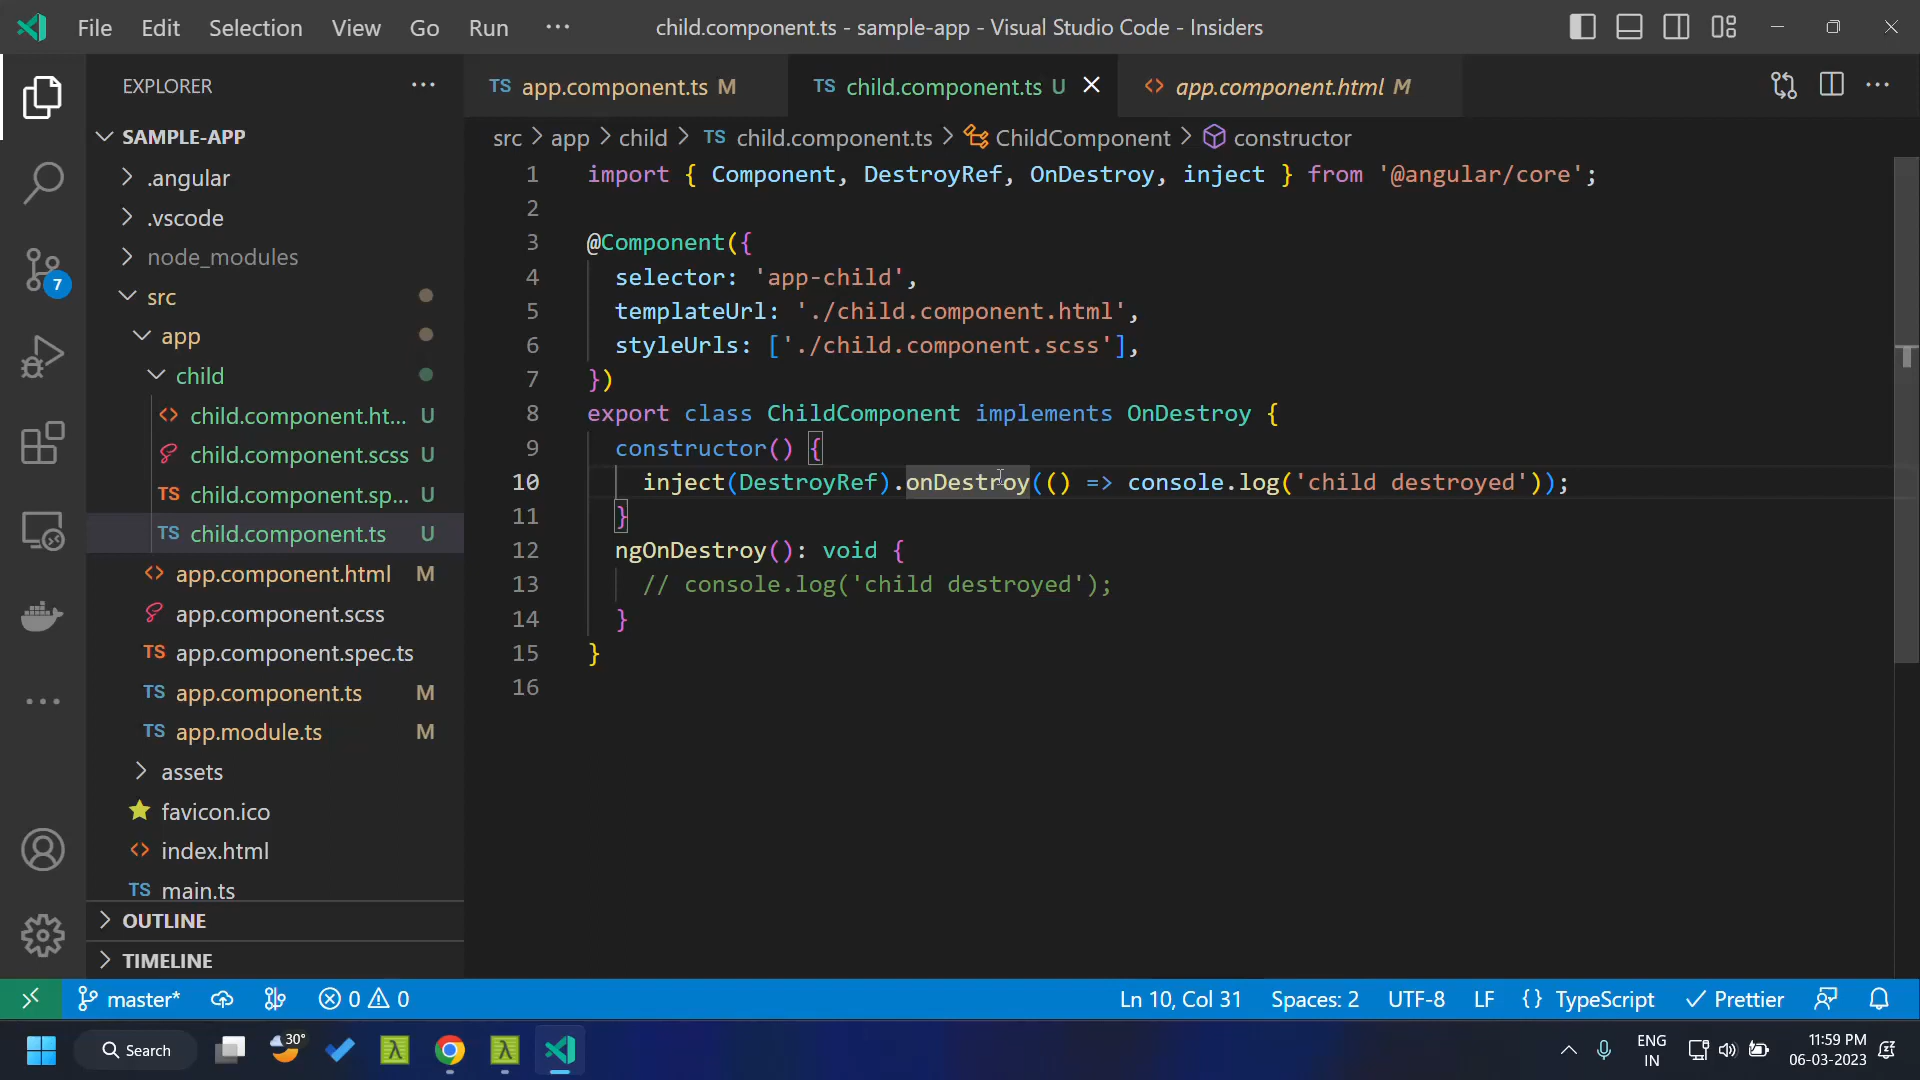 File Edit Selection View Go Run ··· child.component.ts - sample-app - Visual Studio Code - Insiders
EXPLORER ···
SAMPLE-APP
.angular
.vscode
node_modules
src
app
child
child.component.ht... U
child.component.scss U
TS child.component.sp... U
TS child.component.ts U
app.component.html M
app.component.scss
TS app.component.spec.ts
TS app.component.ts M
TS app.module.ts M
assets
favicon.ico
index.html
TS main.ts
OUTLINE
TIMELINE
7
TS app.component.ts M TS child.component.ts U app.component.html M
src > app > child > TS child.component.ts > ChildComponent > constructor
1 import { Component, DestroyRef, OnDestroy, inject } from '@angular/core';
2
3 @Component({
4 selector: 'app-child',
5 templateUrl: './child.component.html',
6 styleUrls: ['./child.component.scss'],
7 })
8 export class ChildComponent implements OnDestroy {
9 constructor() {
10 inject(DestroyRef).onDestroy(() => console.log('child destroyed'));
11 }
12 ngOnDestroy(): void {
13 // console.log('child destroyed');
14 }
15 }
16
master* 0 0 Ln 10, Col 31 Spaces: 2 UTF-8 LF {} TypeScript Prettier
Search 30° ENG IN 11:59 PM 06-03-2023